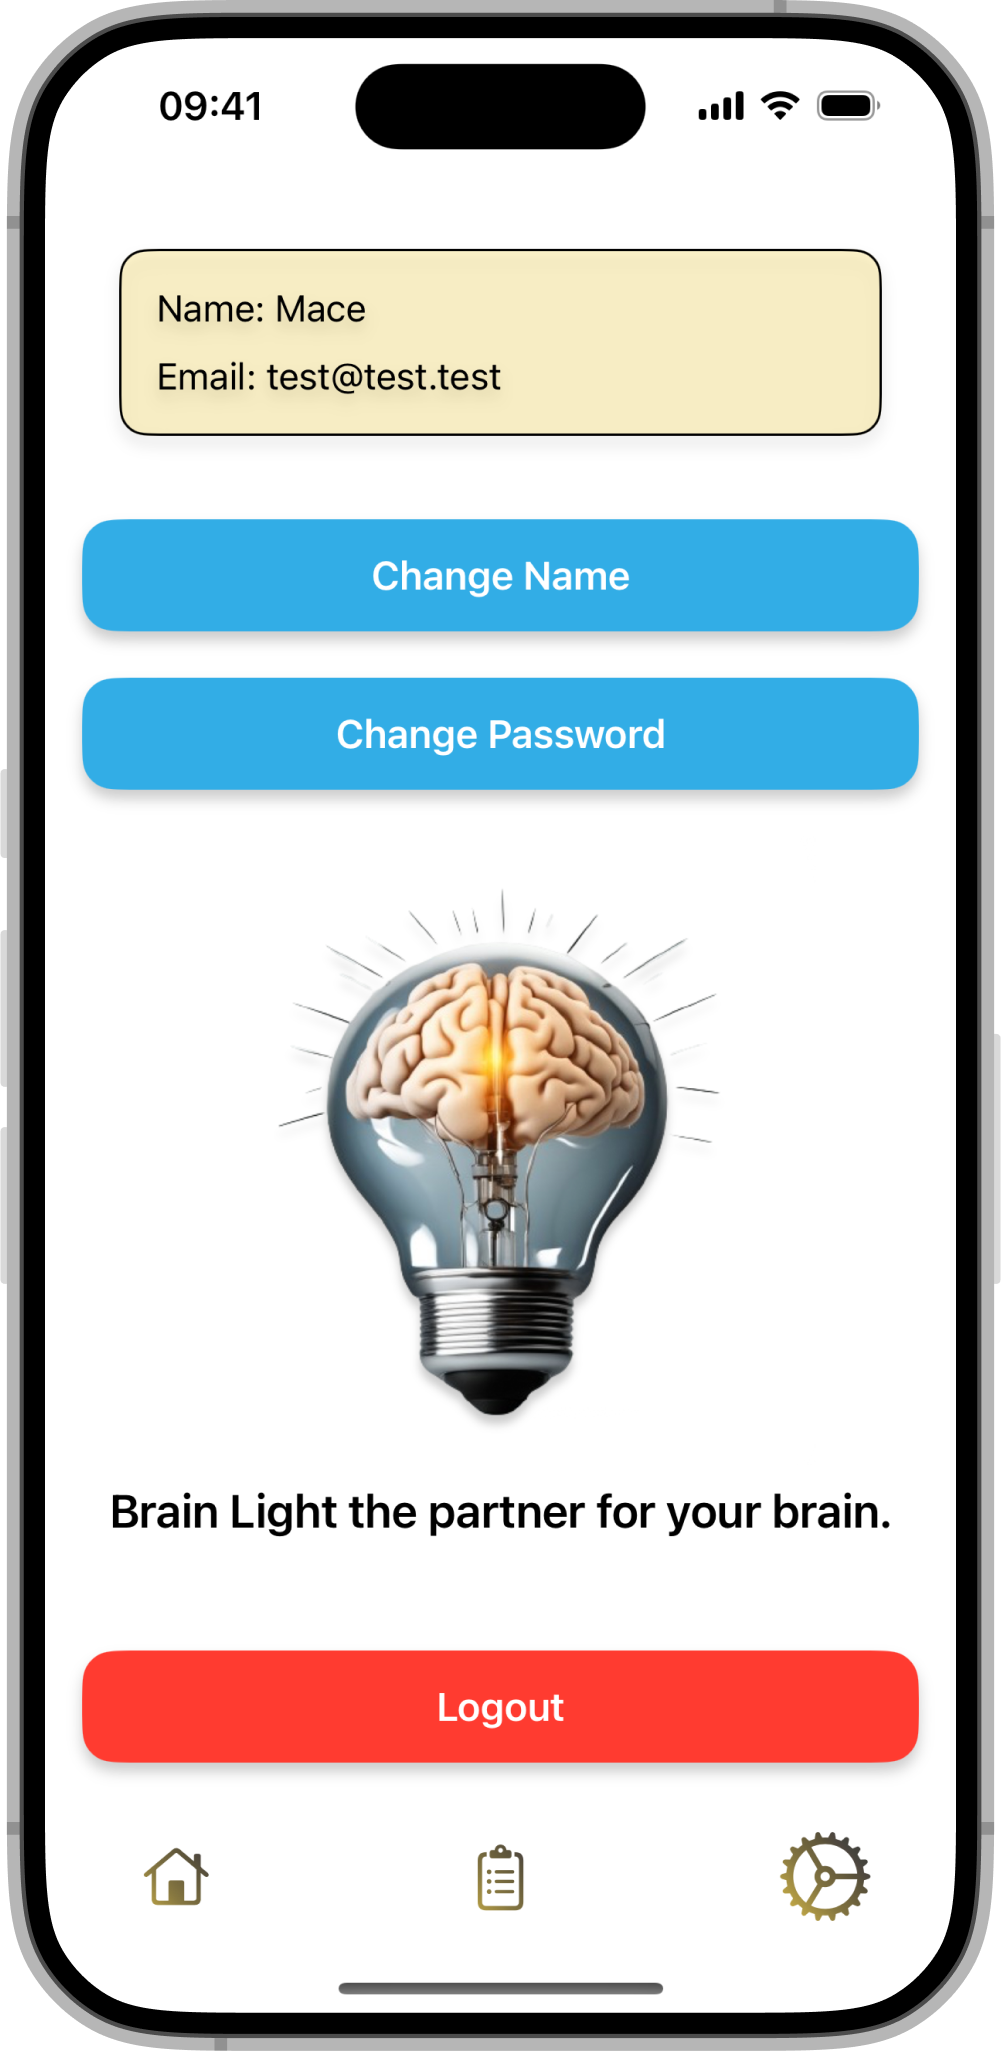 09:41
Name: Mace
Email: test@test.test
Change Name
Change Password
Brain Light the partner for your brain.
Logout